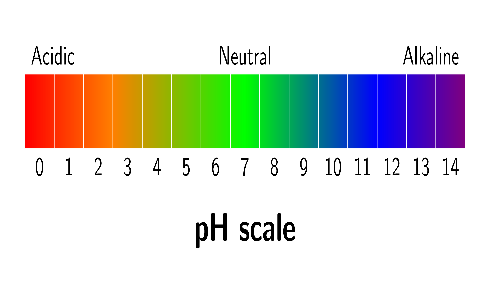 Acidic Neutral Alkaline
0 1 2 3 4 5 6 7 8 9 10 11 12 13 14
pH scale